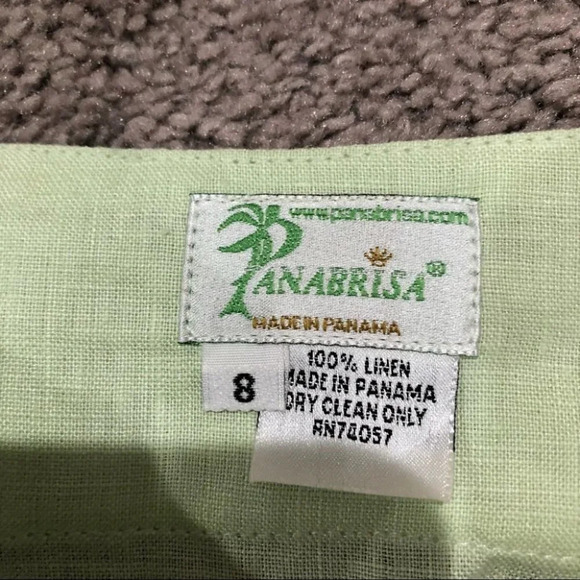 www.panabrisa.com
PANABRISA®
MADE IN PANAMA
8
100% LINEN
MADE IN PANAMA
DRY CLEAN ONLY
RN74057